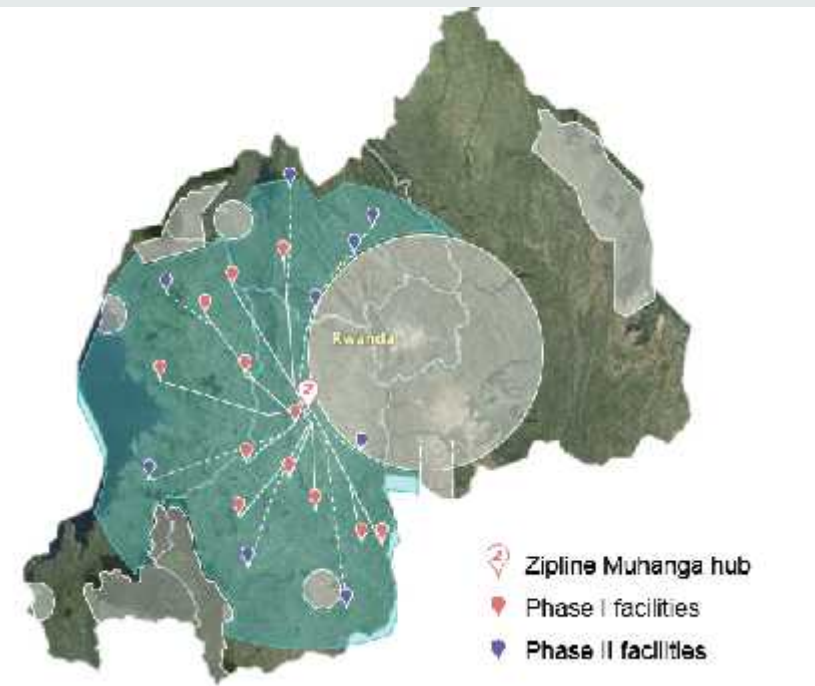 Rwanda
Zipline Muhanga hub
Phase I facilities
Phase II facilities